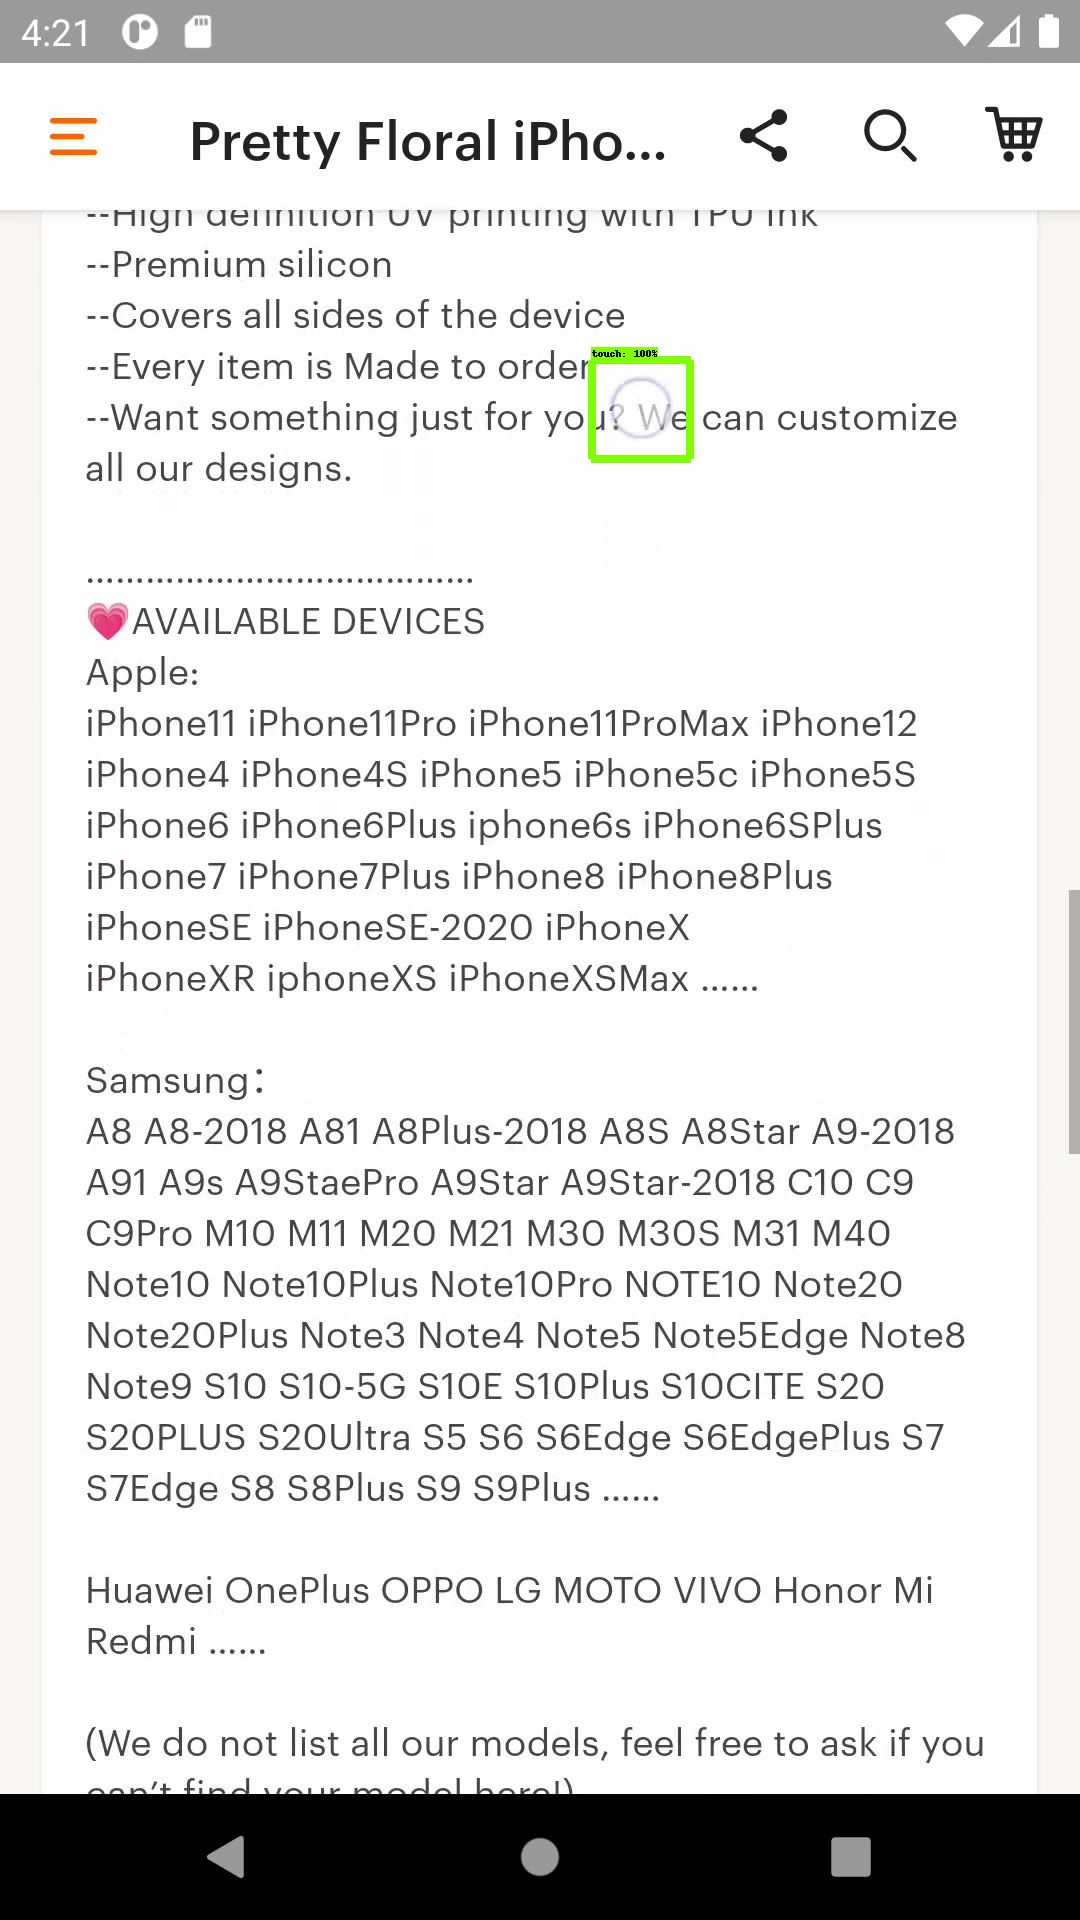 4:21
Pretty Floral iPho...
--High definition UV printing with TPU Ink
--Premium silicon
--Covers all sides of the device
--Every item is Made to order
touch: 100%
--Want something just for you? We can customize
all our designs.
.......................................
💗AVAILABLE DEVICES
Apple:
iPhone11 iPhone11Pro iPhone11ProMax iPhone12
iPhone4 iPhone4S iPhone5 iPhone5c iPhone5S
iPhone6 iPhone6Plus iphone6s iPhone6SPlus
iPhone7 iPhone7Plus iPhone8 iPhone8Plus
iPhoneSE iPhoneSE-2020 iPhoneX
iPhoneXR iphoneXS iPhoneXSMax ......
Samsung：
A8 A8-2018 A81 A8Plus-2018 A8S A8Star A9-2018
A91 A9s A9StaePro A9Star A9Star-2018 C10 C9
C9Pro M10 M11 M20 M21 M30 M30S M31 M40
Note10 Note10Plus Note10Pro NOTE10 Note20
Note20Plus Note3 Note4 Note5 Note5Edge Note8
Note9 S10 S10-5G S10E S10Plus S10CITE S20
S20PLUS S20Ultra S5 S6 S6Edge S6EdgePlus S7
S7Edge S8 S8Plus S9 S9Plus ......
Huawei OnePlus OPPO LG MOTO VIVO Honor Mi
Redmi ......
(We do not list all our models, feel free to ask if you
can't find your model here!)